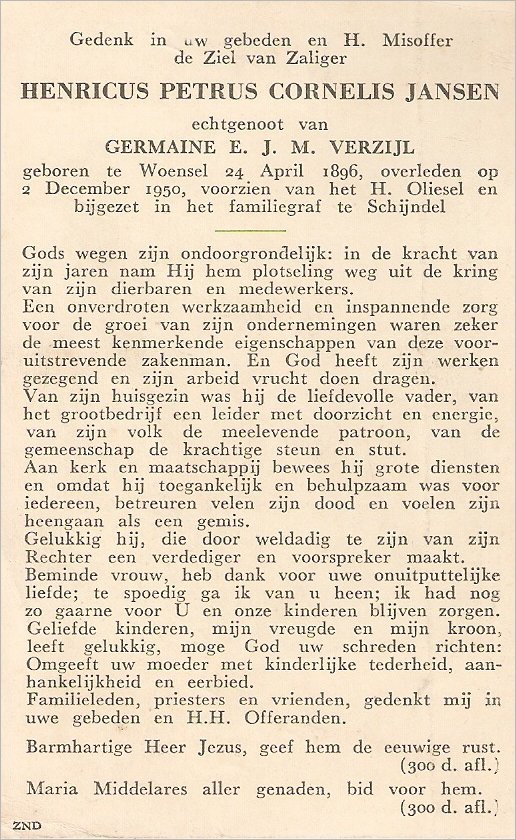 Gedenk in uw gebeden en H. Misoffer
de Ziel van Zaliger
HENRICUS PETRUS CORNELIS JANSEN
echtgenoot van
GERMAINE E. J. M. VERZIJL
geboren te Woensel 24 April 1896, overleden op
2 December 1950, voorzien van het H. Oliesel en
bijgezet in het familiegraf te Schijndel
Gods wegen zijn ondoorgrondelijk: in de kracht van
zijn jaren nam Hij hem plotseling weg uit de kring
van zijn dierbaren en medewerkers.
Een onverdroten werkzaamheid en inspannende zorg
voor de groei van zijn ondernemingen waren zeker
de meest kenmerkende eigenschappen van deze voor-
uitstrevende zakenman. En God heeft zijn werken
gezegend en zijn arbeid vrucht doen dragen.
Van zijn huisgezin was hij de liefdevolle vader, van
het grootbedrijf een leider met doorzicht en energie,
van zijn volk de meelevende patroon, van de
gemeenschap de krachtige steun en stut.
Aan kerk en maatschappij bewees hij grote diensten
en omdat hij toegankelijk en behulpzaam was voor
iedereen, betreuren velen zijn dood en voelen zijn
heengaan als een gemis.
Gelukkig hij, die door weldadig te zijn van zijn
Rechter een verdediger en voorspreker maakt.
Beminde vrouw, heb dank voor uwe onuitputtelijke
liefde; te spoedig ga ik van u heen; ik had nog
zo gaarne voor U en onze kinderen blijven zorgen.
Geliefde kinderen, mijn vreugde en mijn kroon,
leeft gelukkig, moge God uw schreden richten:
Omgeeft uw moeder met kinderlijke tederheid, aan-
hankelijkheid en eerbied.
Familieleden, priesters en vrienden, gedenkt mij in
uwe gebeden en H.H. Offeranden.
Barmhartige Heer Jezus, geef hem de eeuwige rust.
(300 d. afl.)
Maria Middelares aller genaden, bid voor hem.
(300 d. afl.)
ZND